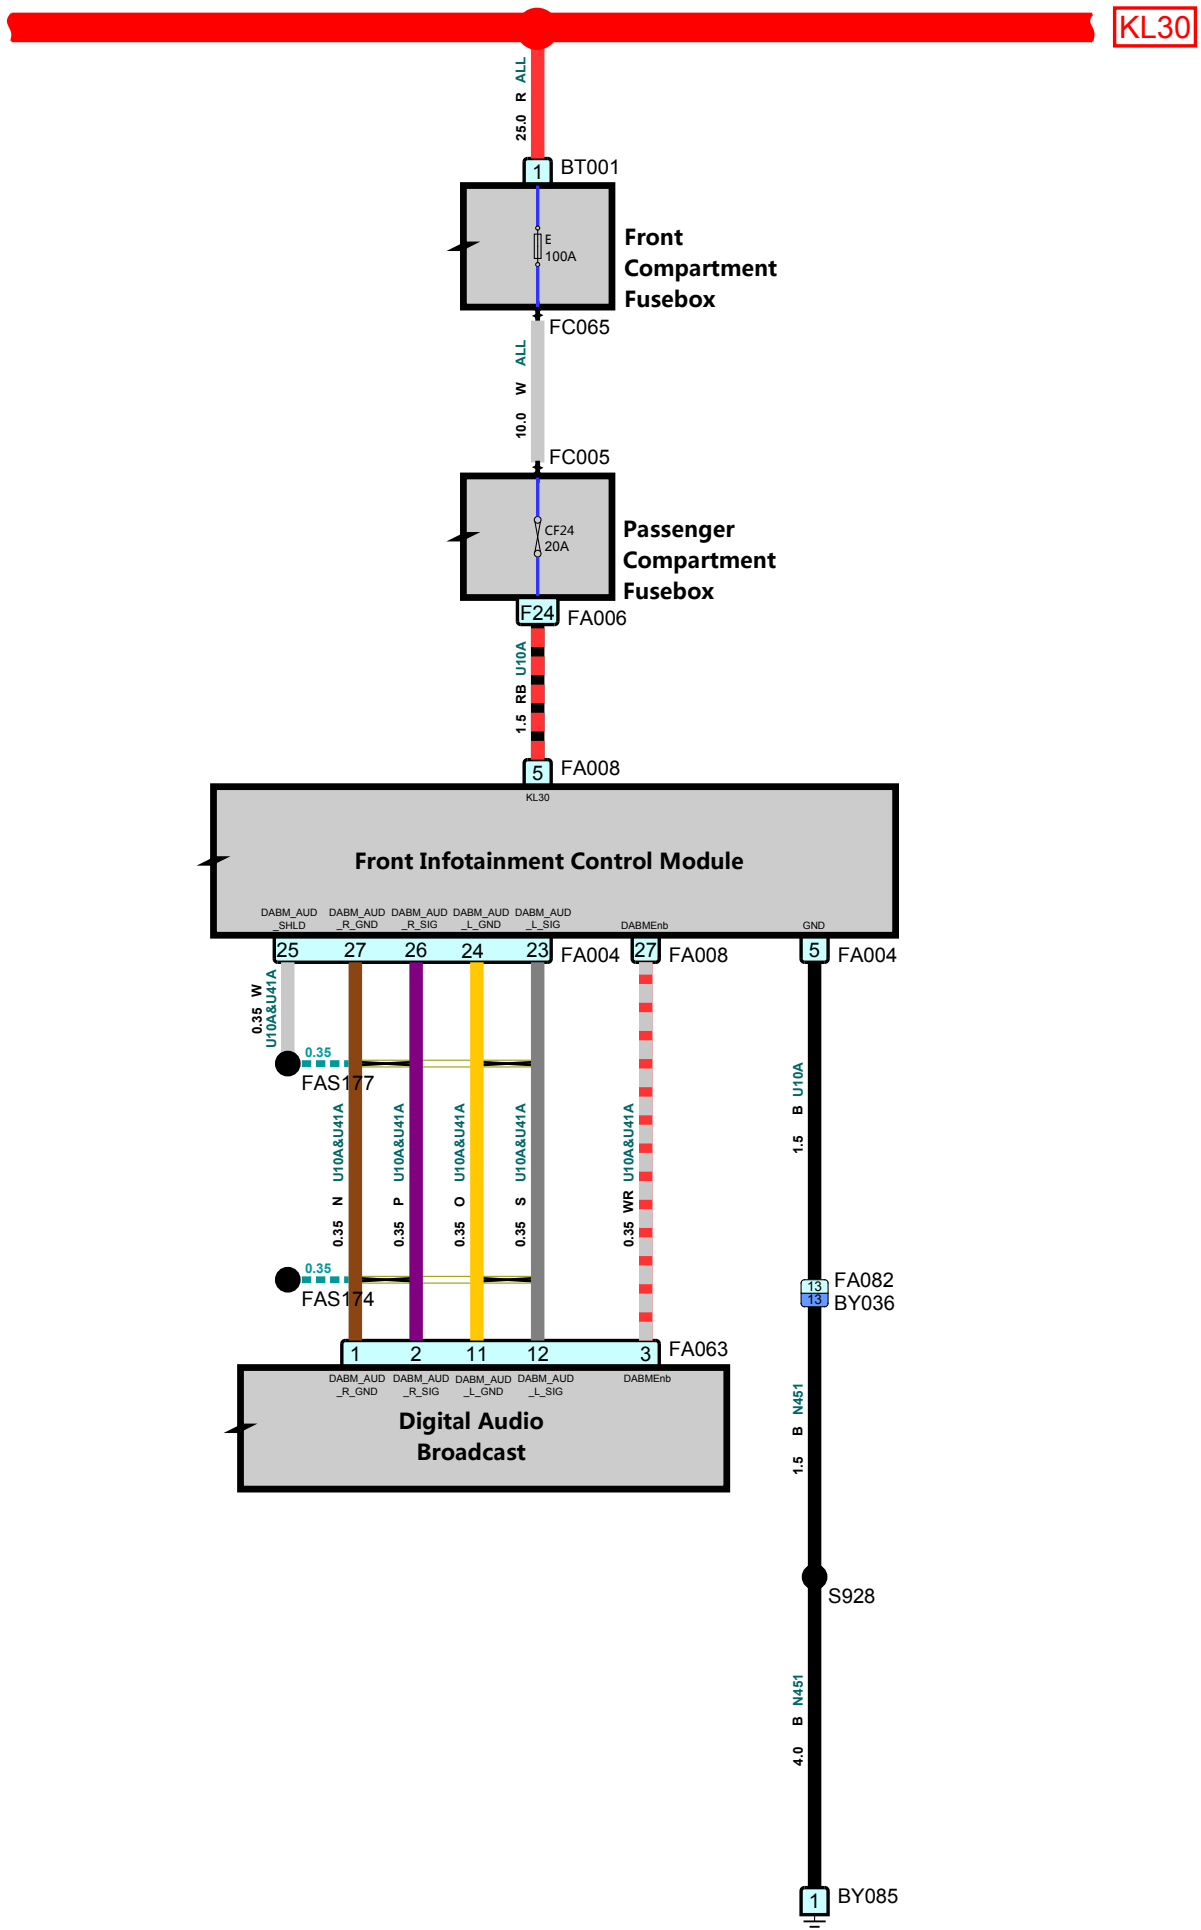 KL30
25.0 R ALL
1 BT001
E
100A
Front
Compartment
Fusebox
FC065
10.0 W ALL
FC005
CF24
20A
Passenger
Compartment
Fusebox
F24 FA006
1.5 RB U10A
5 FA008
KL30
Front Infotainment Control Module
DABM_AUD
_SHLD
DABM_AUD
_R_GND
DABM_AUD
_R_SIG
DABM_AUD
_L_GND
DABM_AUD
_L_SIG
DABMEnb
GND
25 27 26 24 23 FA004 27 FA008 5 FA004
0.35 W
U10A&U41A
0.35
FAS177
0.35 N U10A&U41A
0.35 P U10A&U41A
0.35 O U10A&U41A
0.35 S U10A&U41A
0.35 WR U10A&U41A
1.5 B U10A
0.35
FAS174
13 FA082
13 BY036
1 2 11 12 3 FA063
DABM_AUD
_R_GND
DABM_AUD
_R_SIG
DABM_AUD
_L_GND
DABM_AUD
_L_SIG
DABMEnb
Digital Audio
Broadcast
1.5 B N451
S928
4.0 B N451
1 BY085